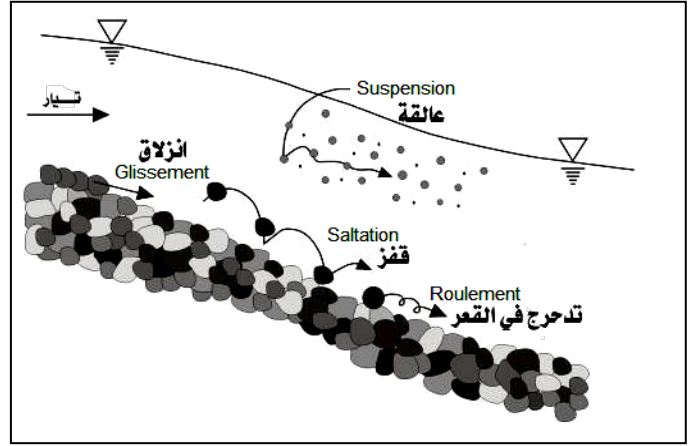 Suspension
عالقة
تيار
انزلاق
Glissement
Saltation
قفز
Roulement
تدحرج في القعر